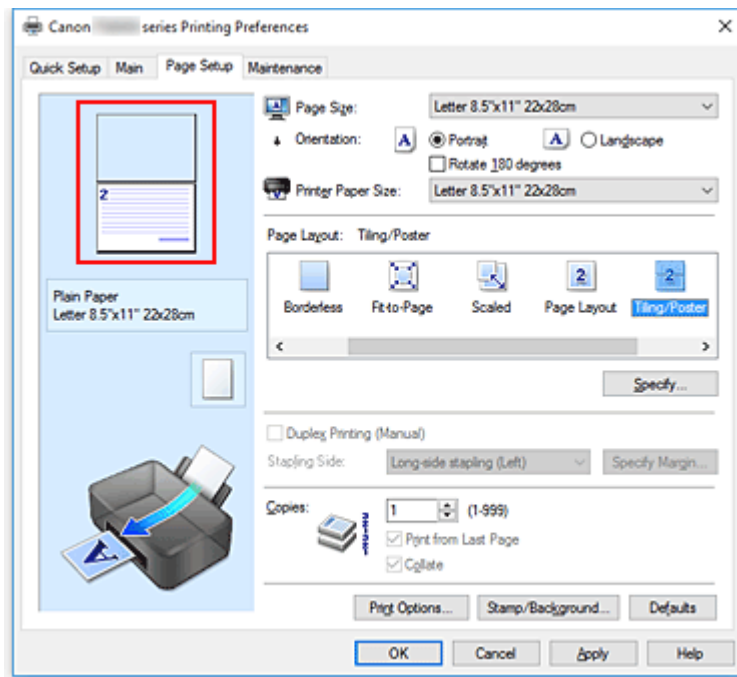 Canon series Printing Preferences
Quick Setup Main Page Setup Maintenance
2
Plain Paper
Letter 8.5"x11" 22x28cm
A
Page Size: Letter 8.5"x11" 22x28cm
Orientation: A Portrait A Landscape
Rotate 180 degrees
Printer Paper Size: Letter 8.5"x11" 22x28cm
Page Layout: Tiling/Poster
2 2
Borderless Fit-to-Page Scaled Page Layout Tiling/Poster
Specify...
Duplex Printing (Manual)
Stapling Side: Long-side stapling (Left) Specify Margin...
Copies: 1 (1-999)
Print from Last Page
Collate
Print Options... Stamp/Background... Defaults
OK Cancel Apply Help